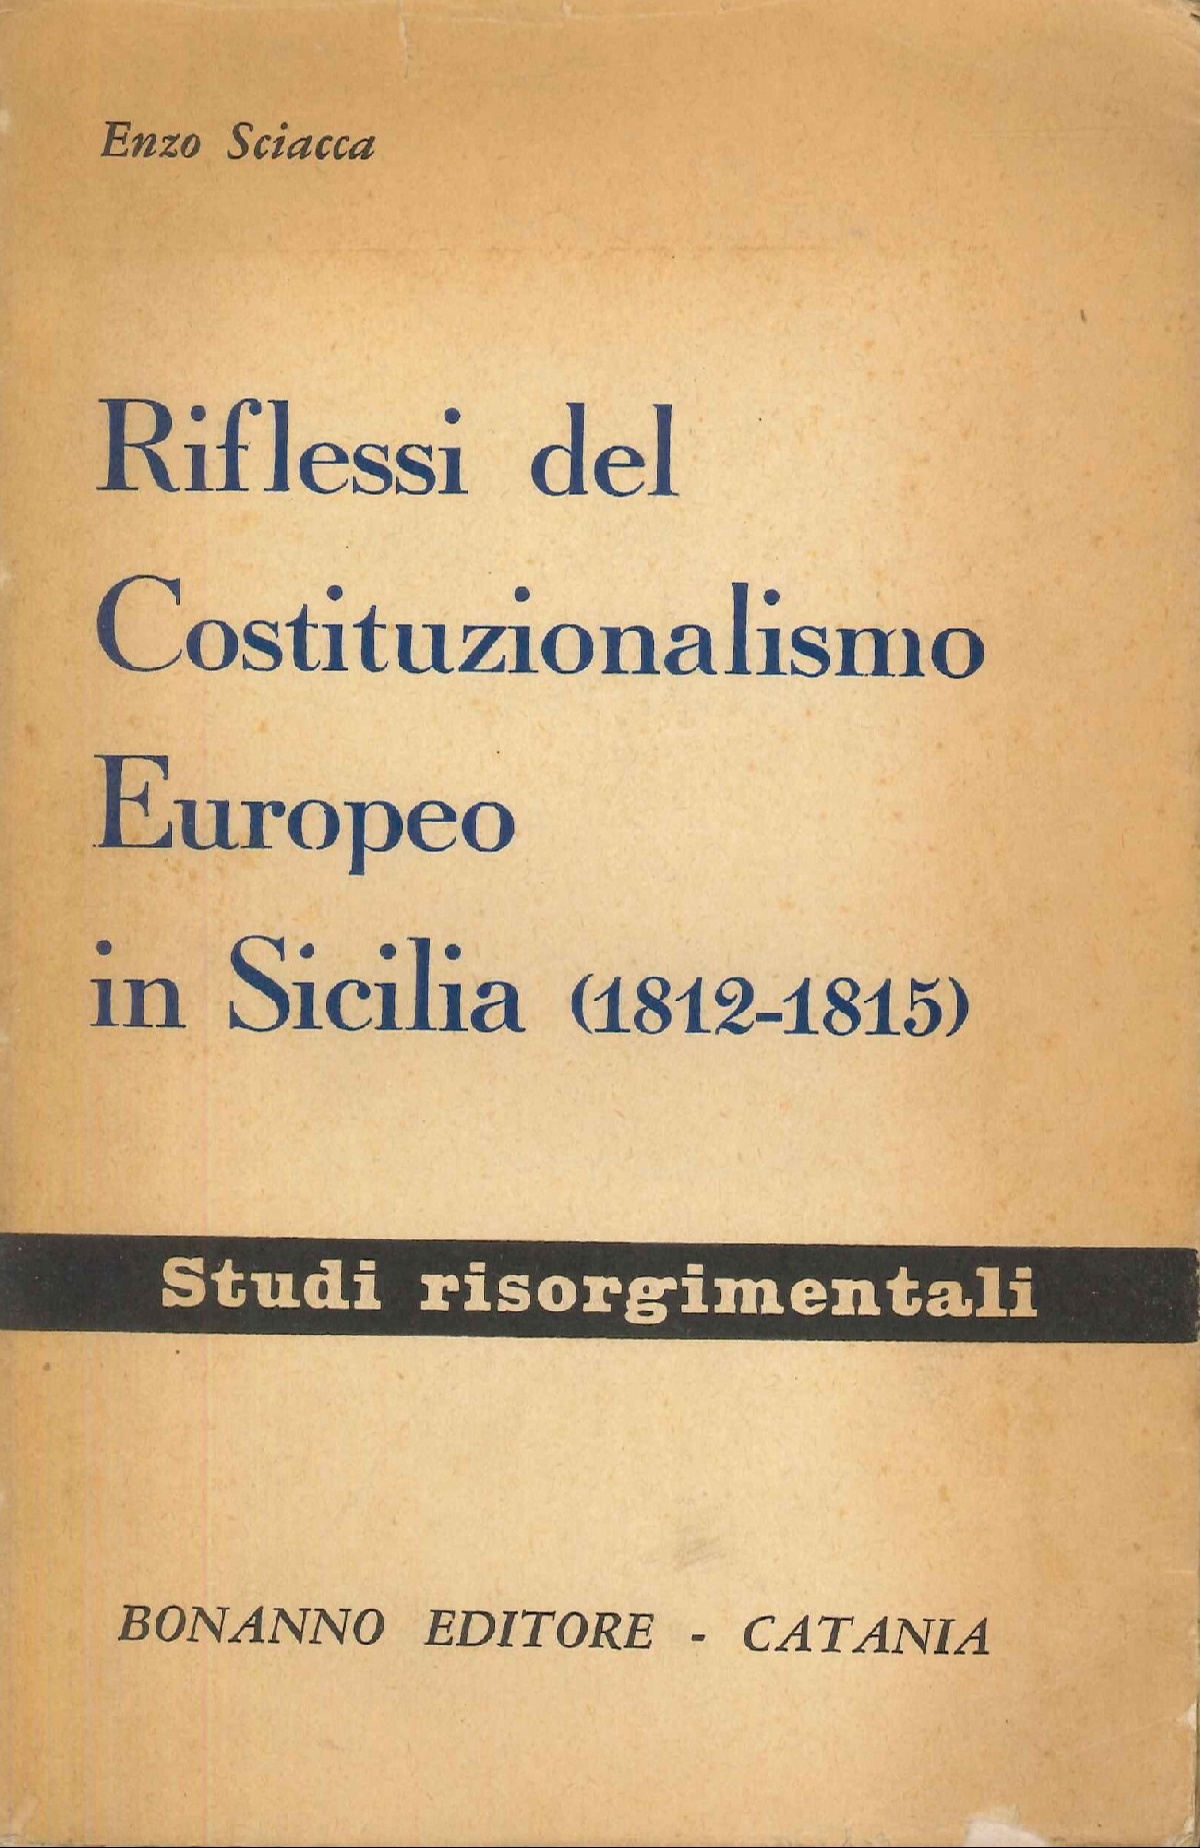 Enzo Sciacca
Riflessi del
Costituzionalismo
Europeo
in Sicilia (1812-1815)
Studi risorgimentali
BONANNO EDITORE - CATANIA